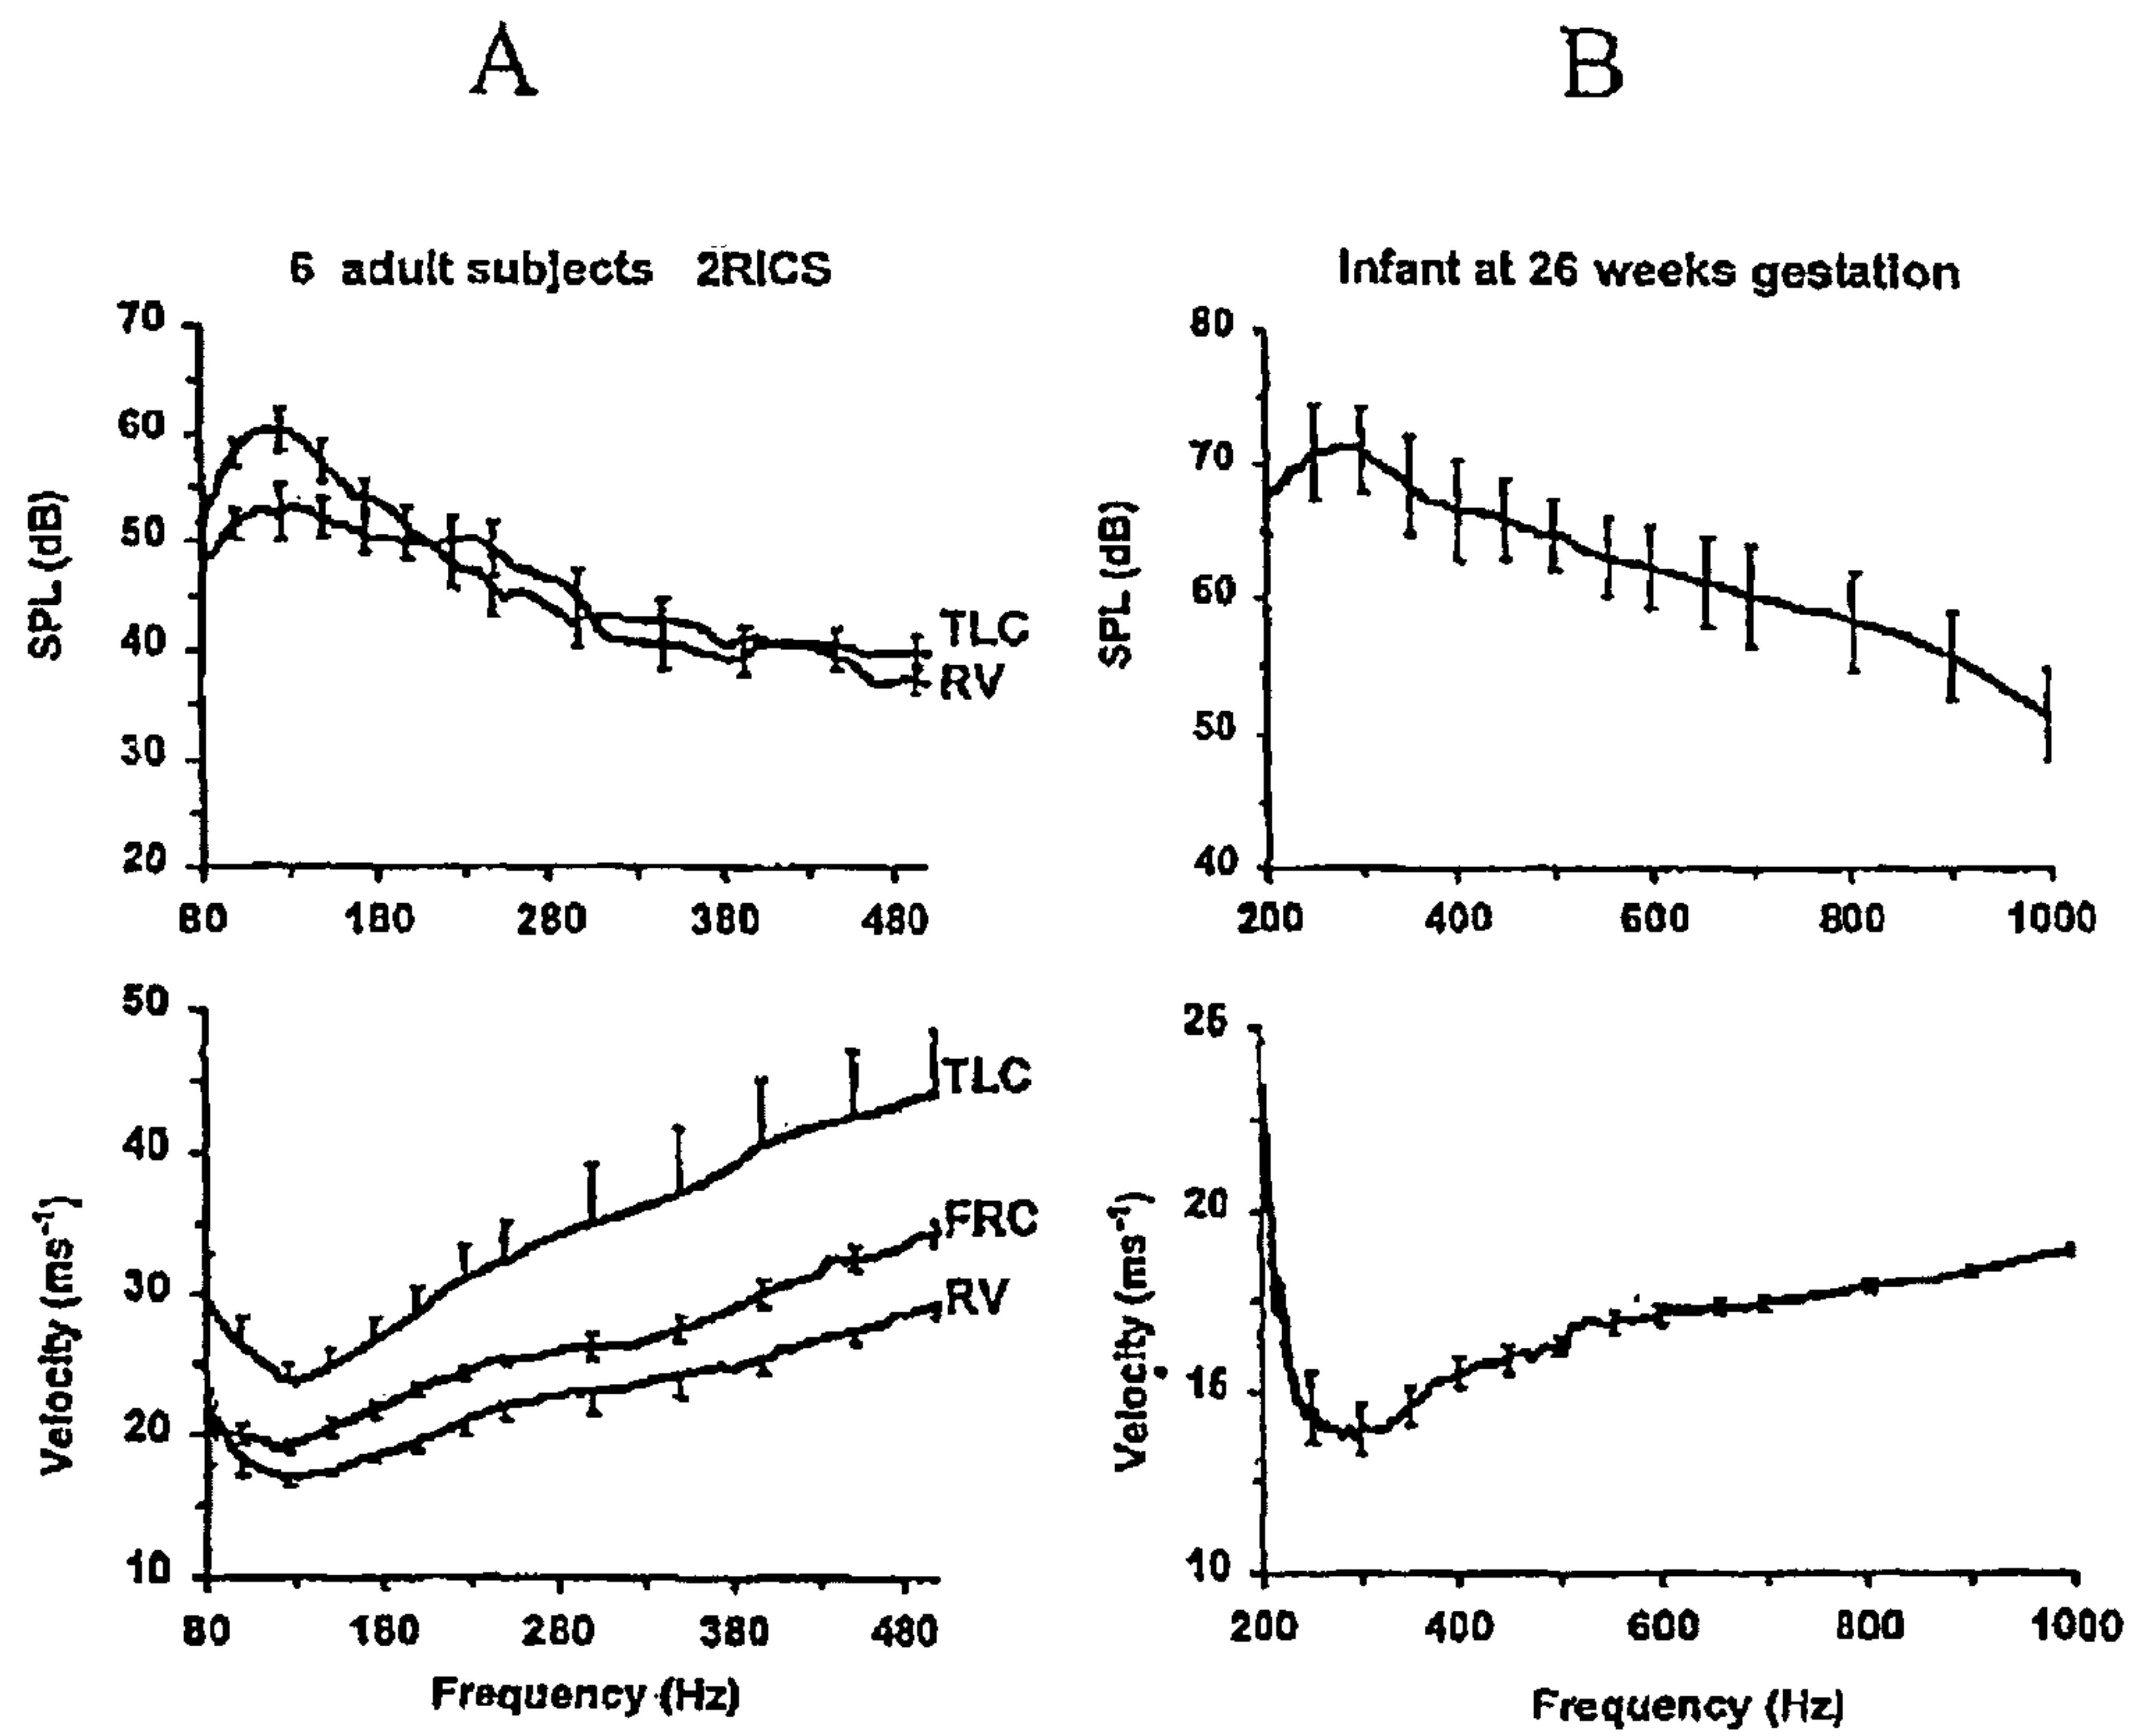 A
B
6 adult subjects 2RICS
Infant at 26 weeks gestation
70
60
50
40
30
20
SPL (dB)
TLC
RV
80 180 280 380 480
80
70
60
50
40
SPL (dB)
200 400 600 800 1000
50
40
30
20
10
Velocity (ms⁻¹)
TLC
FRC
RV
80 180 280 380 480
Frequency (Hz)
25
20
15
10
Velocity (ms⁻¹)
200 400 600 800 1000
Frequency (Hz)